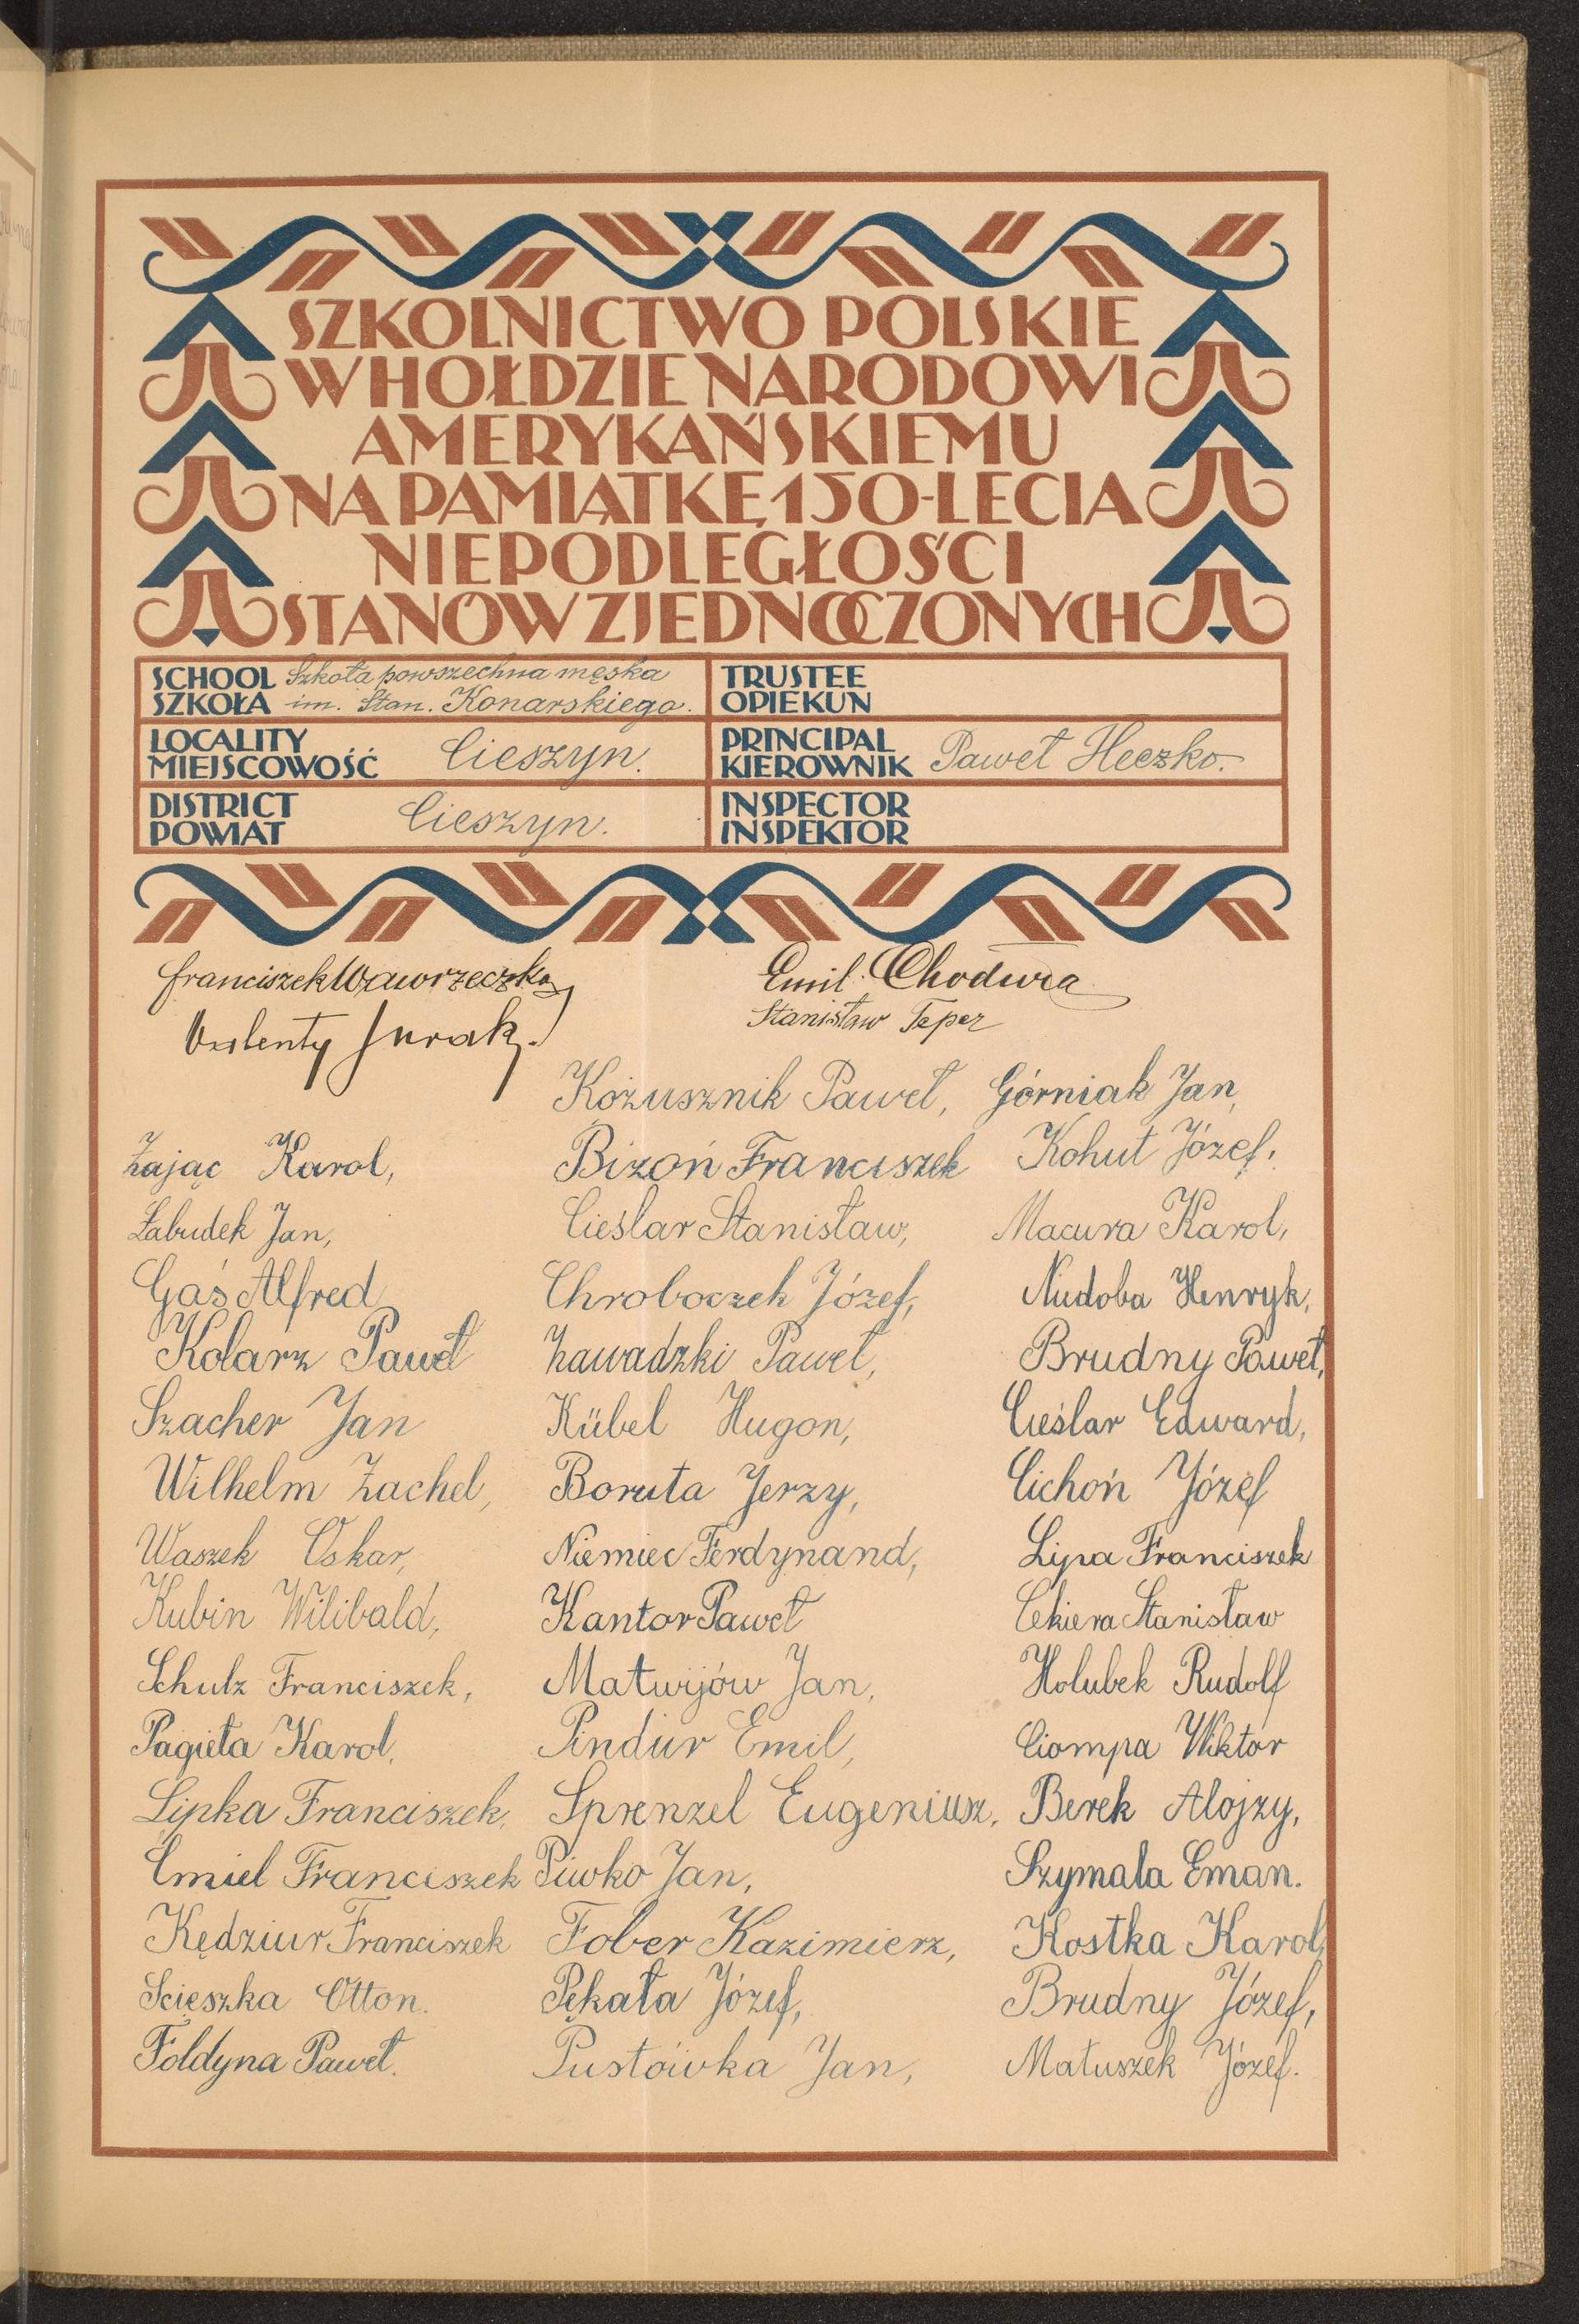 SZKOLNICTWO POLSKIE
W HOŁDZIE NARODOWI
AMERYKAŃSKIEMU
NA PAMIĄTKĘ 150-LECIA
NIEPODLEGŁOŚCI
STANÓW ZJEDNOCZONYCH
SCHOOL
SZKOŁA
Szkoła powszechna męska
im. Stan. Konarskiego.
TRUSTEE
OPIEKUN
LOCALITY
MIEJSCOWOŚĆ
Cieszyn.
PRINCIPAL
KIEROWNIK
Paweł Heczko.
DISTRICT
POWIAT
Cieszyn.
INSPECTOR
INSPEKTOR
Franciszek Wawrzeczko
Walenty Jurak.
Emil Chodura
Stanisław Teper
Zając Karol,
Łabudek Jan,
Gaś Alfred
Kolarz Paweł
Szacher Jan
Wilhelm Zachel,
Waszek Oskar,
Kubin Wilibald,
Schulz Franciszek,
Pagieła Karol,
Lipka Franciszek,
Emiel Franciszek
Kędziur Franciszek
Scieszka Otton.
Foldyna Paweł.
Kożusznik Paweł,
Bizoń Franciszek
Cieślar Stanisław,
Chroboczek Józef,
Zawadzki Paweł,
Kübel Hugon,
Boruta Jerzy,
Niemiec Ferdynand,
Kantor Paweł
Matwijów Jan,
Pindur Emil,
Sprenzel Eugeniusz,
Piwko Jan,
Fober Kazimierz,
Pękała Józef,
Pustówka Jan,
Górniak Jan,
Kohut Józef,
Macura Karol,
Nudoba Henryk,
Brudny Paweł,
Cieślar Edward,
Cichoń Józef
Lipa Franciszek
Cekiera Stanisław
Holubek Rudolf
Ciompa Wiktor
Berek Alojzy,
Szymala Eman.
Kostka Karol,
Brudny Józef,
Matuszek Józef.